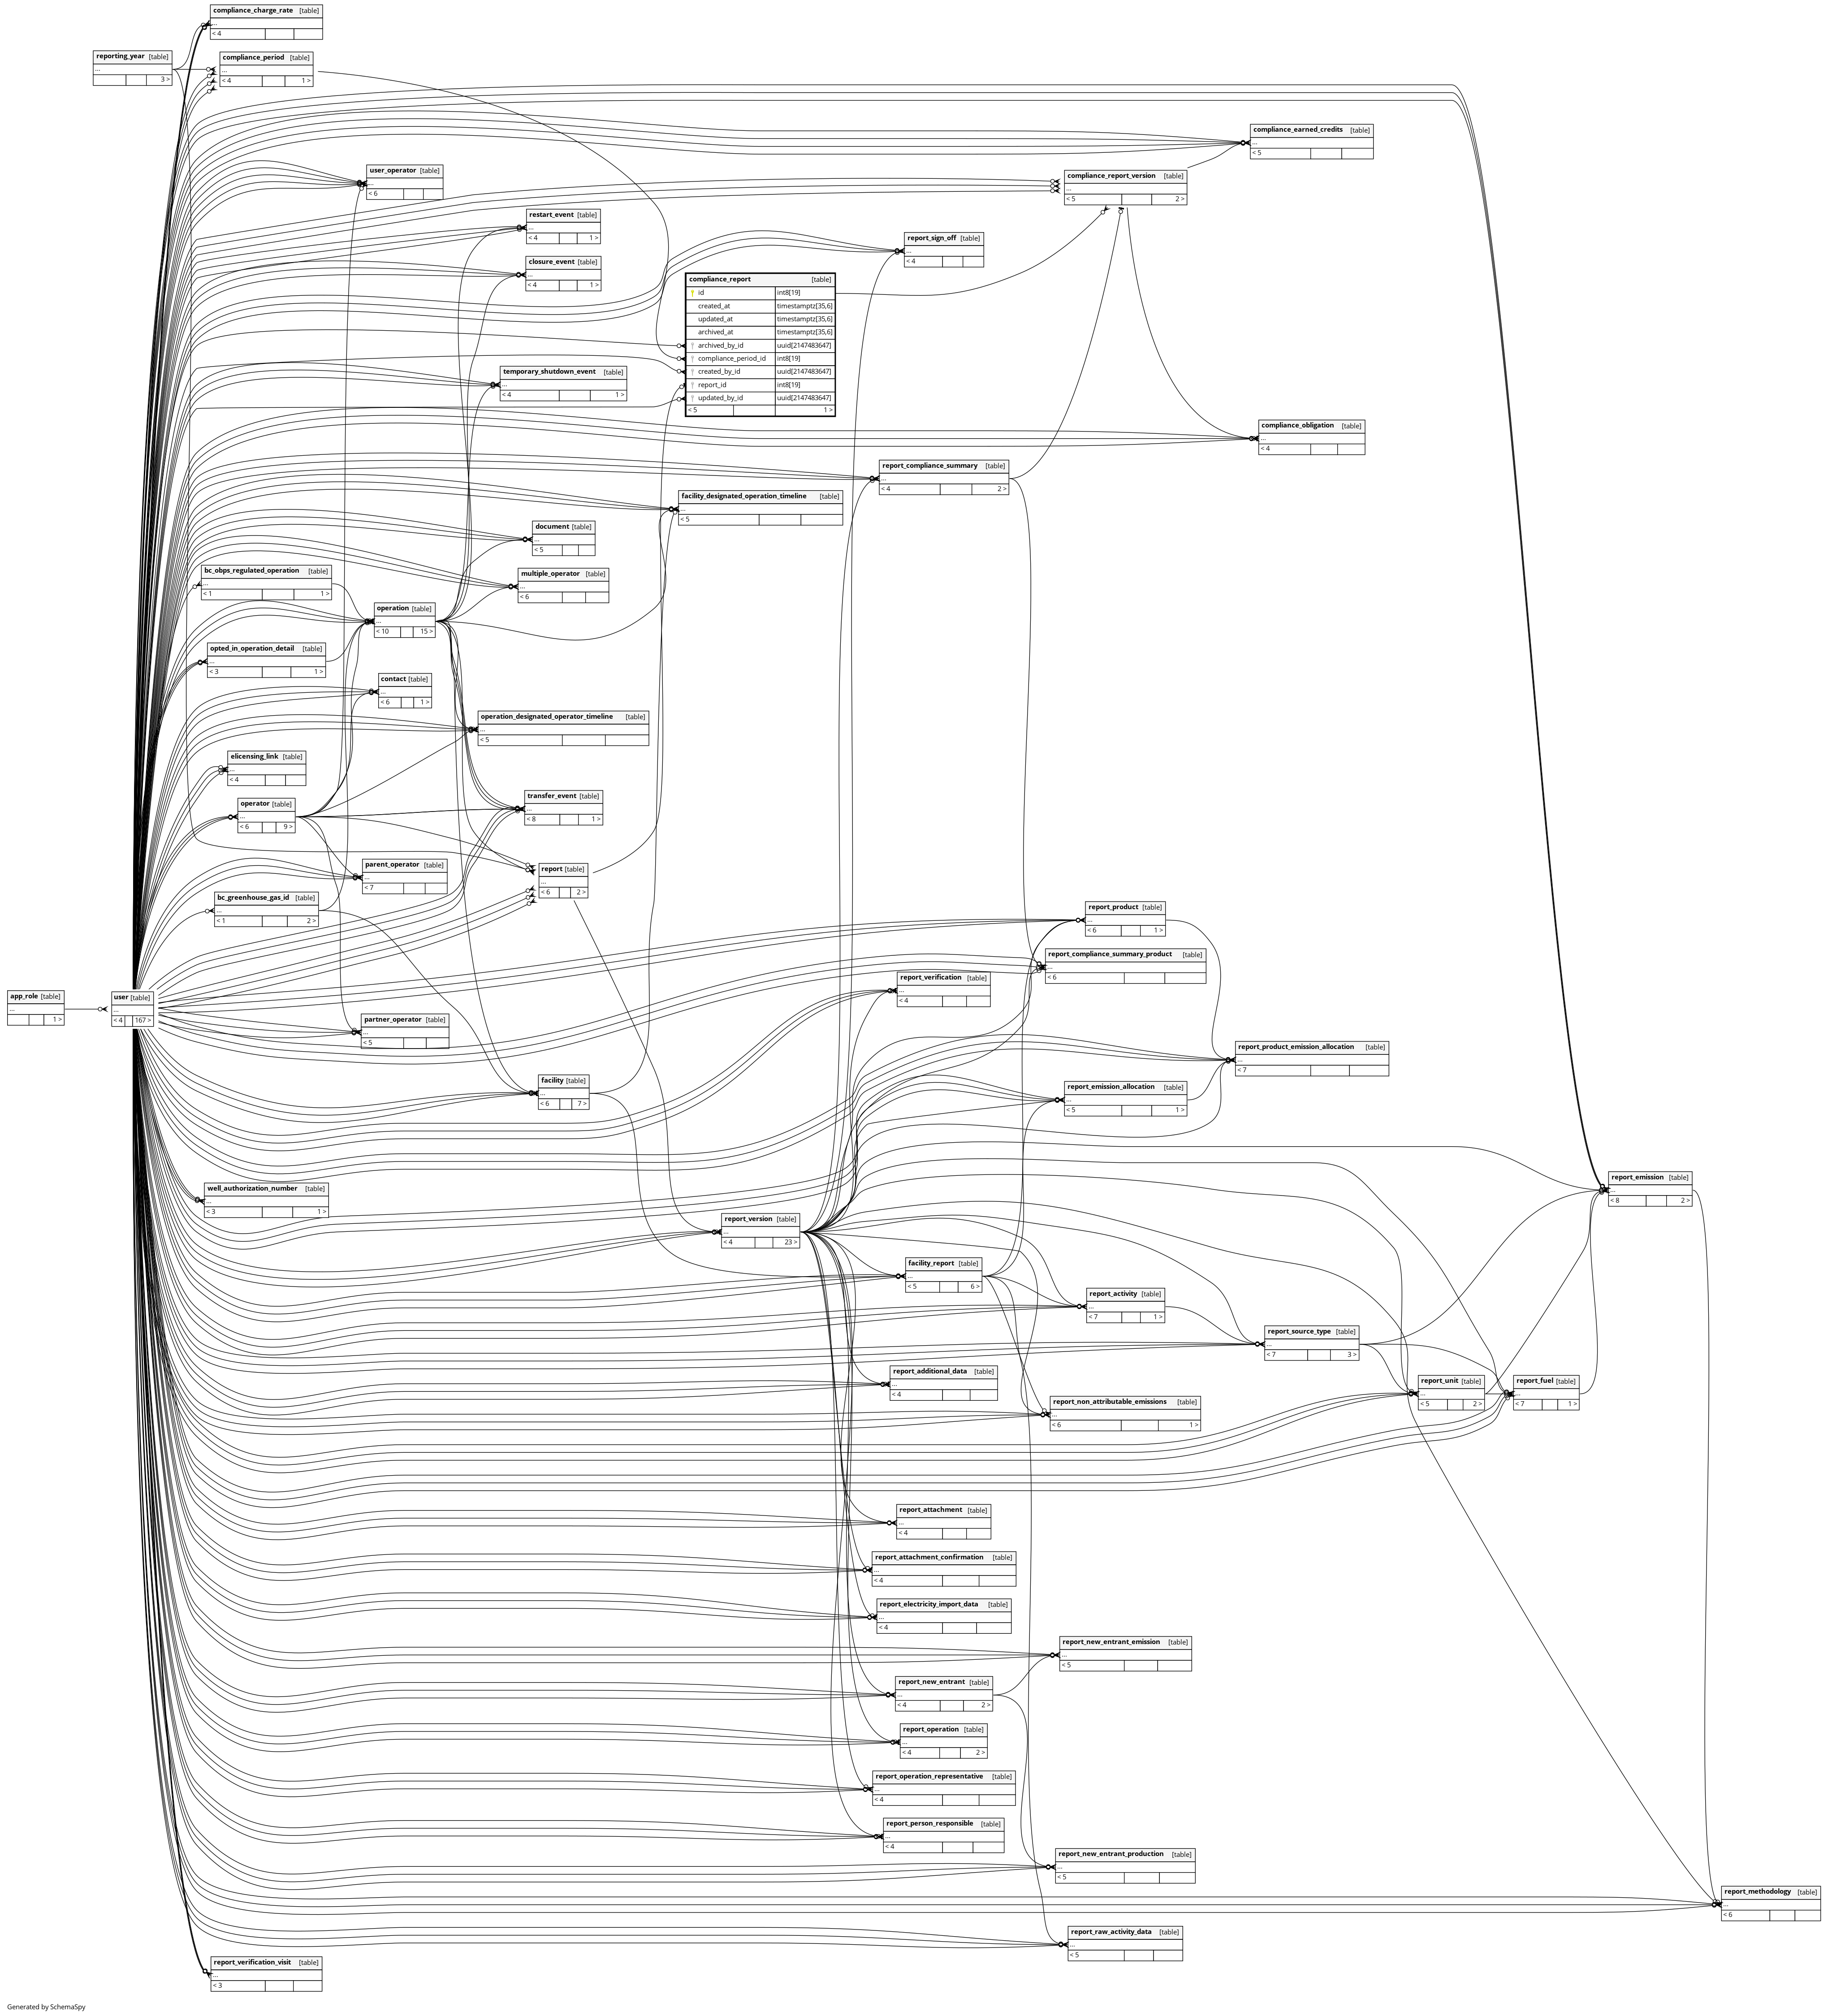 compliance_charge_rate [table]
...
< 4
reporting_year [table]
...
3 >
compliance_period [table]
...
< 4 1 >
compliance_earned_credits [table]
...
< 5
user_operator [table]
...
< 6
compliance_report_version [table]
...
< 5 2 >
restart_event [table]
...
< 4 1 >
report_sign_off [table]
...
< 4
closure_event [table]
...
< 4 1 >
compliance_report [table]
id int8[19]
created_at timestamptz[35,6]
updated_at timestamptz[35,6]
archived_at timestamptz[35,6]
archived_by_id uuid[2147483647]
compliance_period_id int8[19]
created_by_id uuid[2147483647]
report_id int8[19]
updated_by_id uuid[2147483647]
< 5 1 >
temporary_shutdown_event [table]
...
< 4 1 >
compliance_obligation [table]
...
< 4
report_compliance_summary [table]
...
< 4 2 >
facility_designated_operation_timeline [table]
...
< 5
document [table]
...
< 5
bc_obps_regulated_operation [table]
...
< 1 1 >
multiple_operator [table]
...
< 6
operation [table]
...
< 10 15 >
opted_in_operation_detail [table]
...
< 3 1 >
contact [table]
...
< 6 1 >
operation_designated_operator_timeline [table]
...
< 5
elicensing_link [table]
...
< 4
operator [table]
...
< 6 9 >
transfer_event [table]
...
< 8 1 >
parent_operator [table]
...
< 7
report [table]
...
< 6 2 >
bc_greenhouse_gas_id [table]
...
< 1 2 >
report_product [table]
...
< 6 1 >
report_compliance_summary_product [table]
...
< 6
report_verification [table]
...
< 4
app_role [table]
...
1 >
user [table]
...
< 4 167 >
partner_operator [table]
...
< 5
report_product_emission_allocation [table]
...
< 7
facility [table]
...
< 6 7 >
report_emission_allocation [table]
...
< 5 1 >
report_emission [table]
...
< 8 2 >
well_authorization_number [table]
...
< 3 1 >
report_version [table]
...
< 4 23 >
facility_report [table]
...
< 5 6 >
report_activity [table]
...
< 7 1 >
report_source_type [table]
...
< 7 3 >
report_additional_data [table]
...
< 4
report_unit [table]
...
< 5 2 >
report_fuel [table]
...
< 7 1 >
report_non_attributable_emissions [table]
...
< 6 1 >
report_attachment [table]
...
< 4
report_attachment_confirmation [table]
...
< 4
report_electricity_import_data [table]
...
< 4
report_new_entrant_emission [table]
...
< 5
report_new_entrant [table]
...
< 4 2 >
report_operation [table]
...
< 4 2 >
report_operation_representative [table]
...
< 4
report_person_responsible [table]
...
< 4
report_new_entrant_production [table]
...
< 5
report_methodology [table]
...
< 6
report_raw_activity_data [table]
...
< 5
report_verification_visit [table]
...
< 3
Generated by SchemaSpy